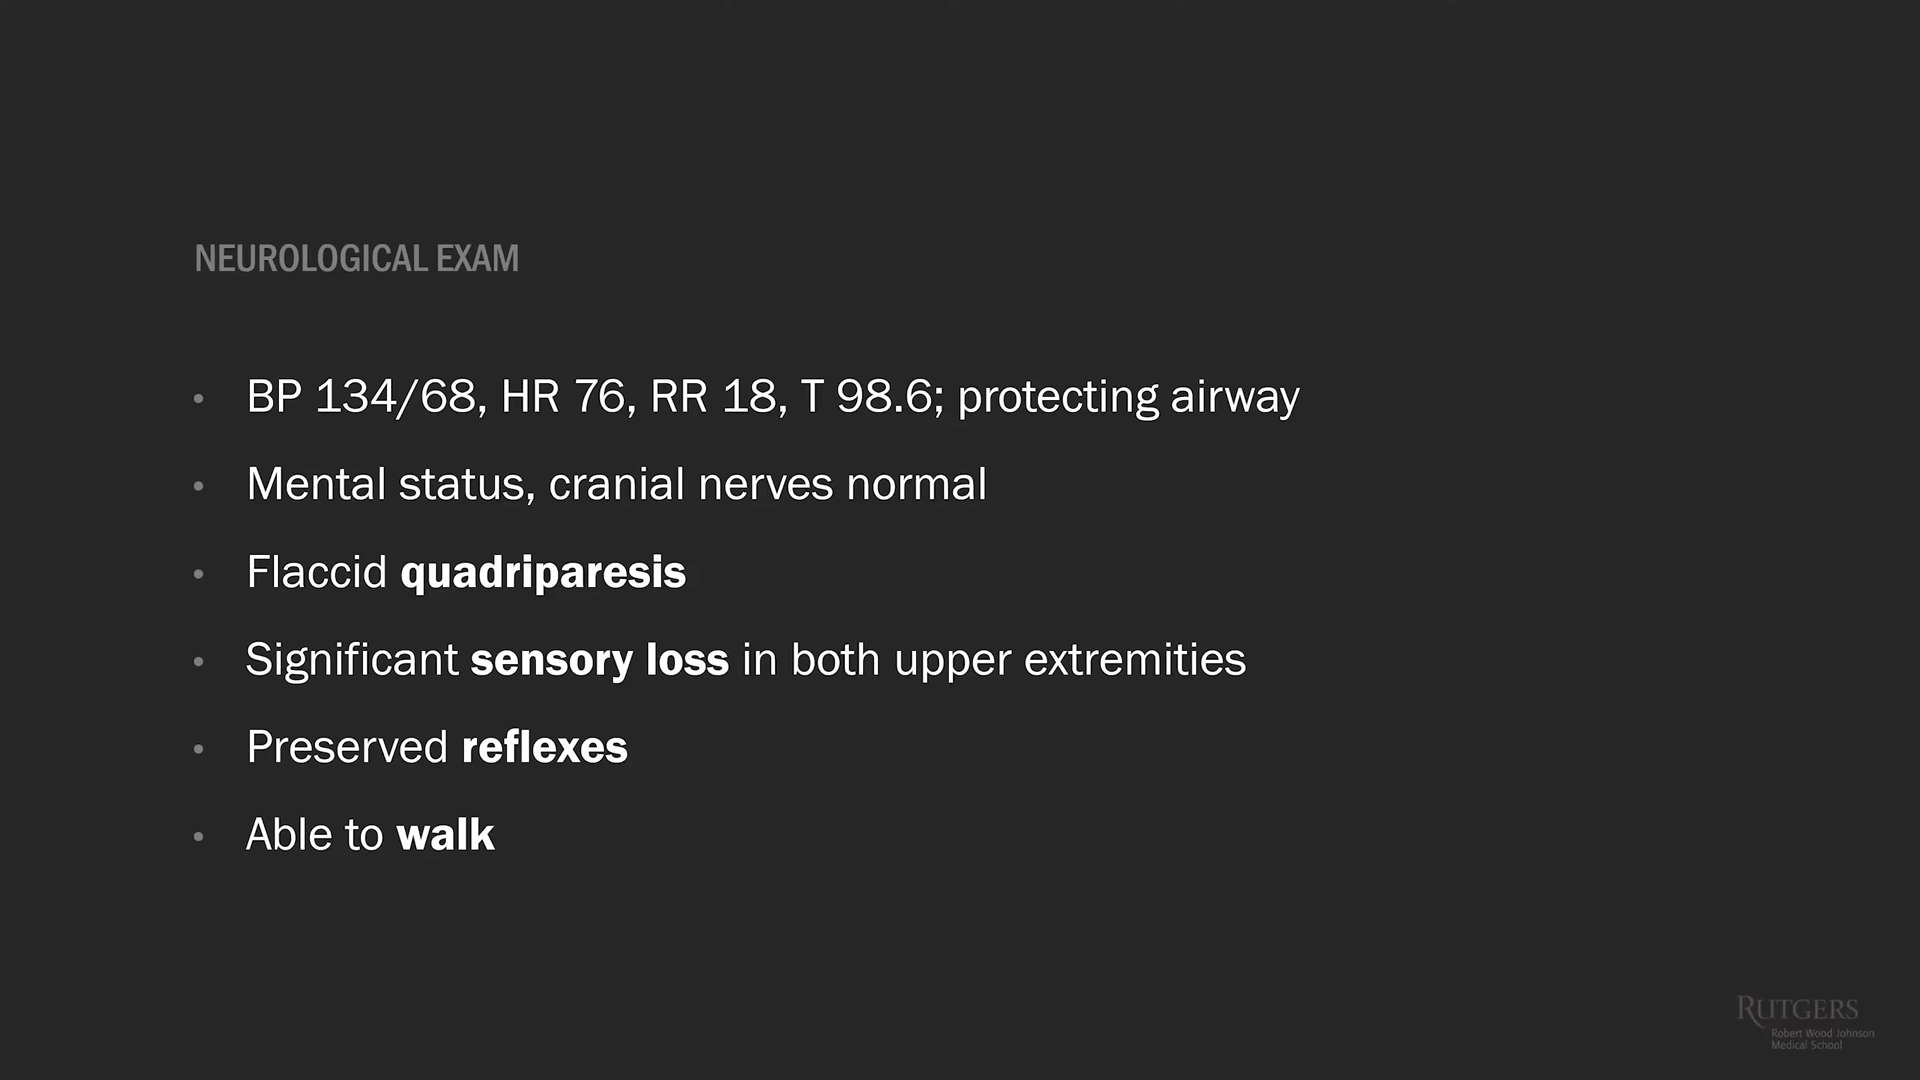 NEUROLOGICAL EXAM
• BP 134/68, HR 76, RR 18, T 98.6; protecting airway
• Mental status, cranial nerves normal
• Flaccid quadriparesis
• Significant sensory loss in both upper extremities
• Preserved reflexes
• Able to walk
RUTGERS
Robert Wood Johnson
Medical School